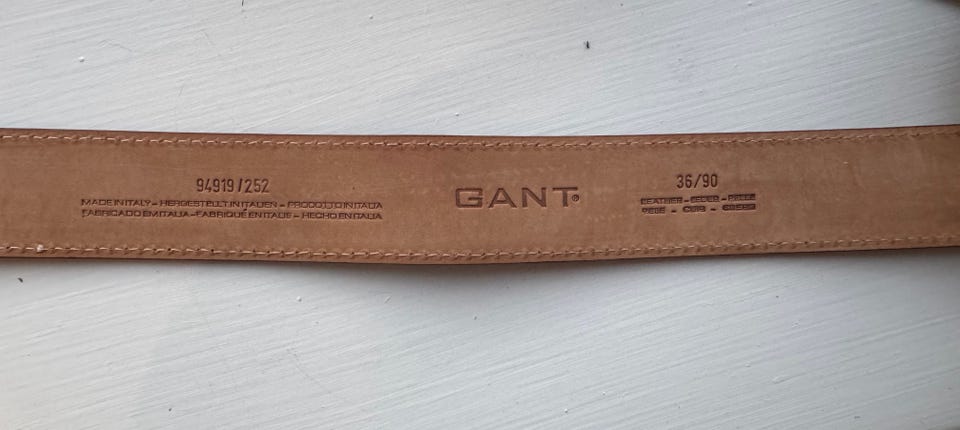 94919/252
MADE IN ITALY - HERGESTELLT IN ITALIEN - PRODOTTO IN ITALIA
FABRICADO EM ITALIA - FABRIQUÉ EN ITALIE - HECHO EN ITALIA
GANT®
36/90
LEATHER - LEDER - PELLE
PELE - CUIR - CUERO